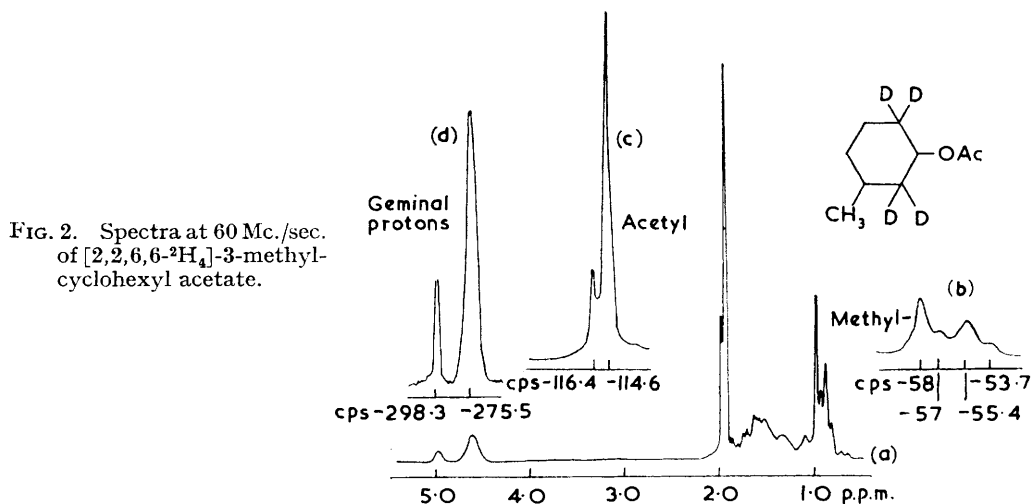 FIG. 2. Spectra at 60 Mc./sec.
of [2,2,6,6-²H₄]-3-methyl-
cyclohexyl acetate.
(d)
Geminal
protons
cps -298·3 -275·5
(c)
Acetyl
cps -116·4 -114·6
D D
OAc
CH₃ D D
(b)
Methyl-
cps -58 -53·7
-57 -55·4
(a)
5·0 4·0 3·0 2·0 1·0 p.p.m.